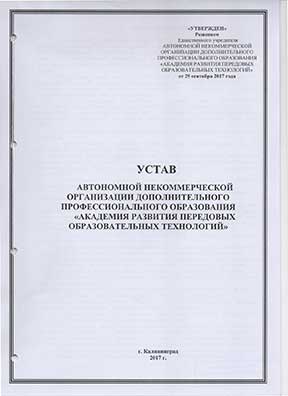 «УТВЕРЖДЕН»
Решением
Единственного учредителя
АВТОНОМНОЙ НЕКОММЕРЧЕСКОЙ
ОРГАНИЗАЦИИ ДОПОЛНИТЕЛЬНОГО
ПРОФЕССИОНАЛЬНОГО ОБРАЗОВАНИЯ
«АКАДЕМИЯ РАЗВИТИЯ ПЕРЕДОВЫХ
ОБРАЗОВАТЕЛЬНЫХ ТЕХНОЛОГИЙ»
от 25 сентября 2017 года
УСТАВ
АВТОНОМНОЙ НЕКОММЕРЧЕСКОЙ
ОРГАНИЗАЦИИ ДОПОЛНИТЕЛЬНОГО
ПРОФЕССИОНАЛЬНОГО ОБРАЗОВАНИЯ
«АКАДЕМИЯ РАЗВИТИЯ ПЕРЕДОВЫХ
ОБРАЗОВАТЕЛЬНЫХ ТЕХНОЛОГИЙ»
г. Калининград
2017 г.